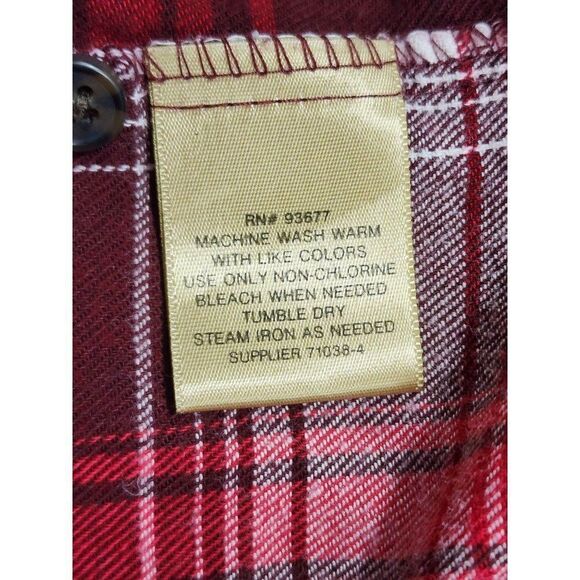 RN# 93677
MACHINE WASH WARM
WITH LIKE COLORS
USE ONLY NON-CHLORINE
BLEACH WHEN NEEDED
TUMBLE DRY
STEAM IRON AS NEEDED
SUPPLIER 71038-4